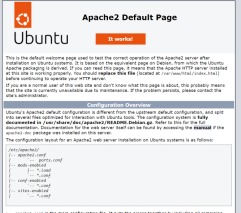 Apache2 Default Page
Ubuntu
It works!
This is the default welcome page used to test the correct operation of the Apache2 server after
installation on Ubuntu systems. It is based on the equivalent page on Debian, from which the Ubuntu
Apache packaging is derived. If you can read this page, it means that the Apache HTTP server installed
at this site is working properly. You should replace this file (located at /var/www/html/index.html)
before continuing to operate your HTTP server.
If you are a normal user of this web site and don't know what this page is about, this probably means
that the site is currently unavailable due to maintenance. If the problem persists, please contact the
site's administrator.
Configuration Overview
Ubuntu's Apache2 default configuration is different from the upstream default configuration, and split
into several files optimized for interaction with Ubuntu tools. The configuration system is fully
documented in /usr/share/doc/apache2/README.Debian.gz. Refer to this for the full
documentation. Documentation for the web server itself can be found by accessing the manual if the
apache2-doc package was installed on this server.
The configuration layout for an Apache2 web server installation on Ubuntu systems is as follows:
/etc/apache2/
|-- apache2.conf
|   `-- ports.conf
|-- mods-enabled
|   |-- *.load
|   `-- *.conf
|-- conf-enabled
|   `-- *.conf
|-- sites-enabled
|   `-- *.conf